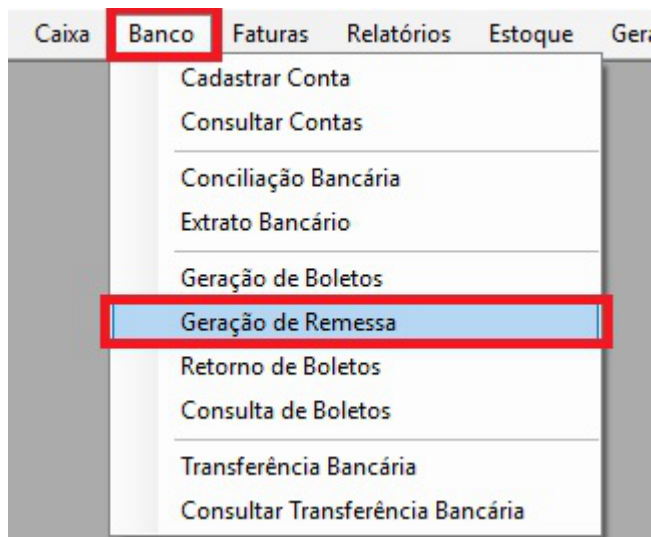 Caixa Banco Faturas Relatórios Estoque
Cadastrar Conta
Consultar Contas
Conciliação Bancária
Extrato Bancário
Geração de Boletos
Geração de Remessa
Retorno de Boletos
Consulta de Boletos
Transferência Bancária
Consultar Transferência Bancária